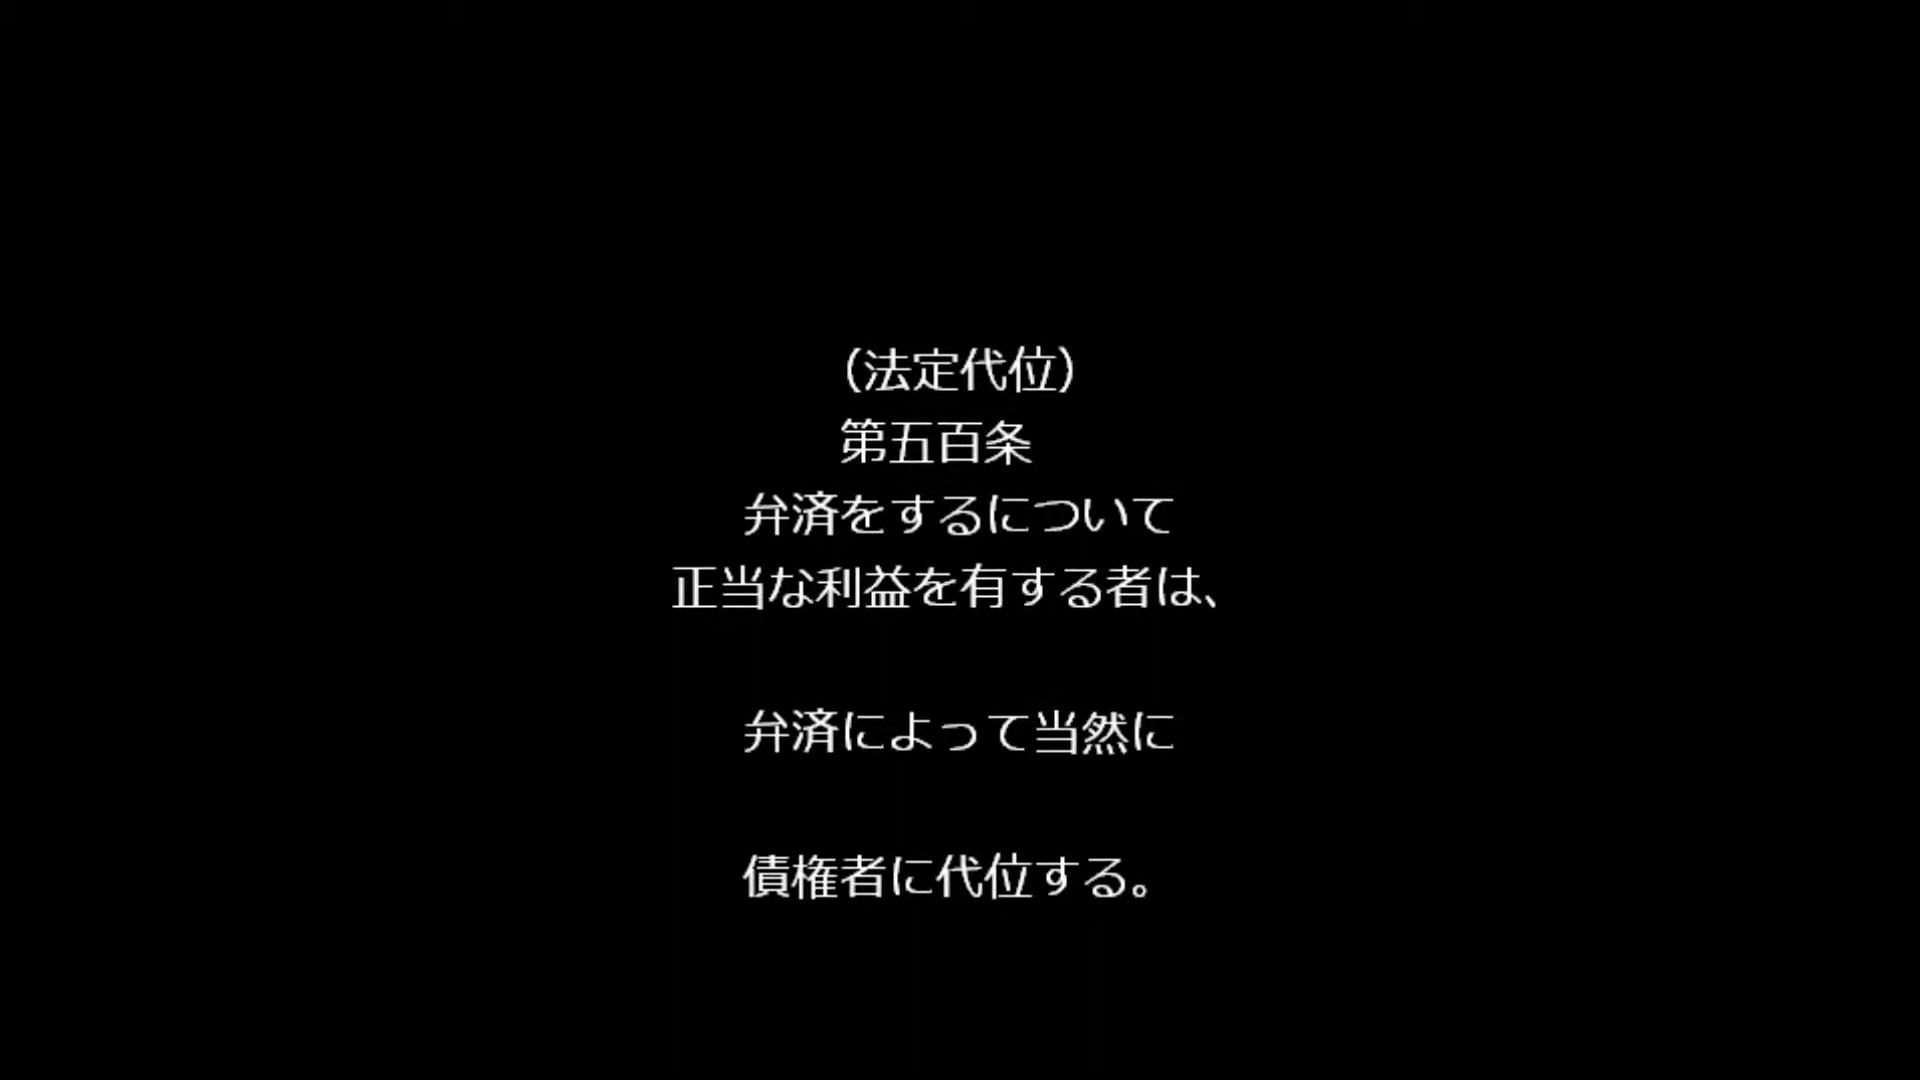 （法定代位）
第五百条
弁済をするについて
正当な利益を有する者は、
弁済によって当然に
債権者に代位する。